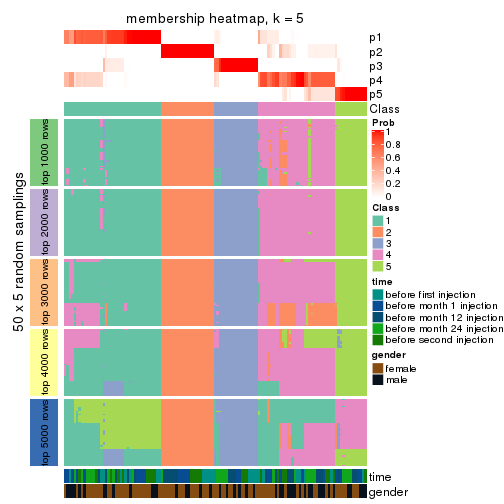 membership heatmap, k = 5
p1
p2
p3
p4
p5
Class
Prob
1
0.8
0.6
0.4
0.2
0
Class
1
2
3
4
5
time
before first injection
before month 1 injection
before month 12 injection
before month 24 injection
before second injection
gender
female
male
50 x 5 random samplings
top 1000 rows
top 2000 rows
top 3000 rows
top 4000 rows
top 5000 rows
time
gender